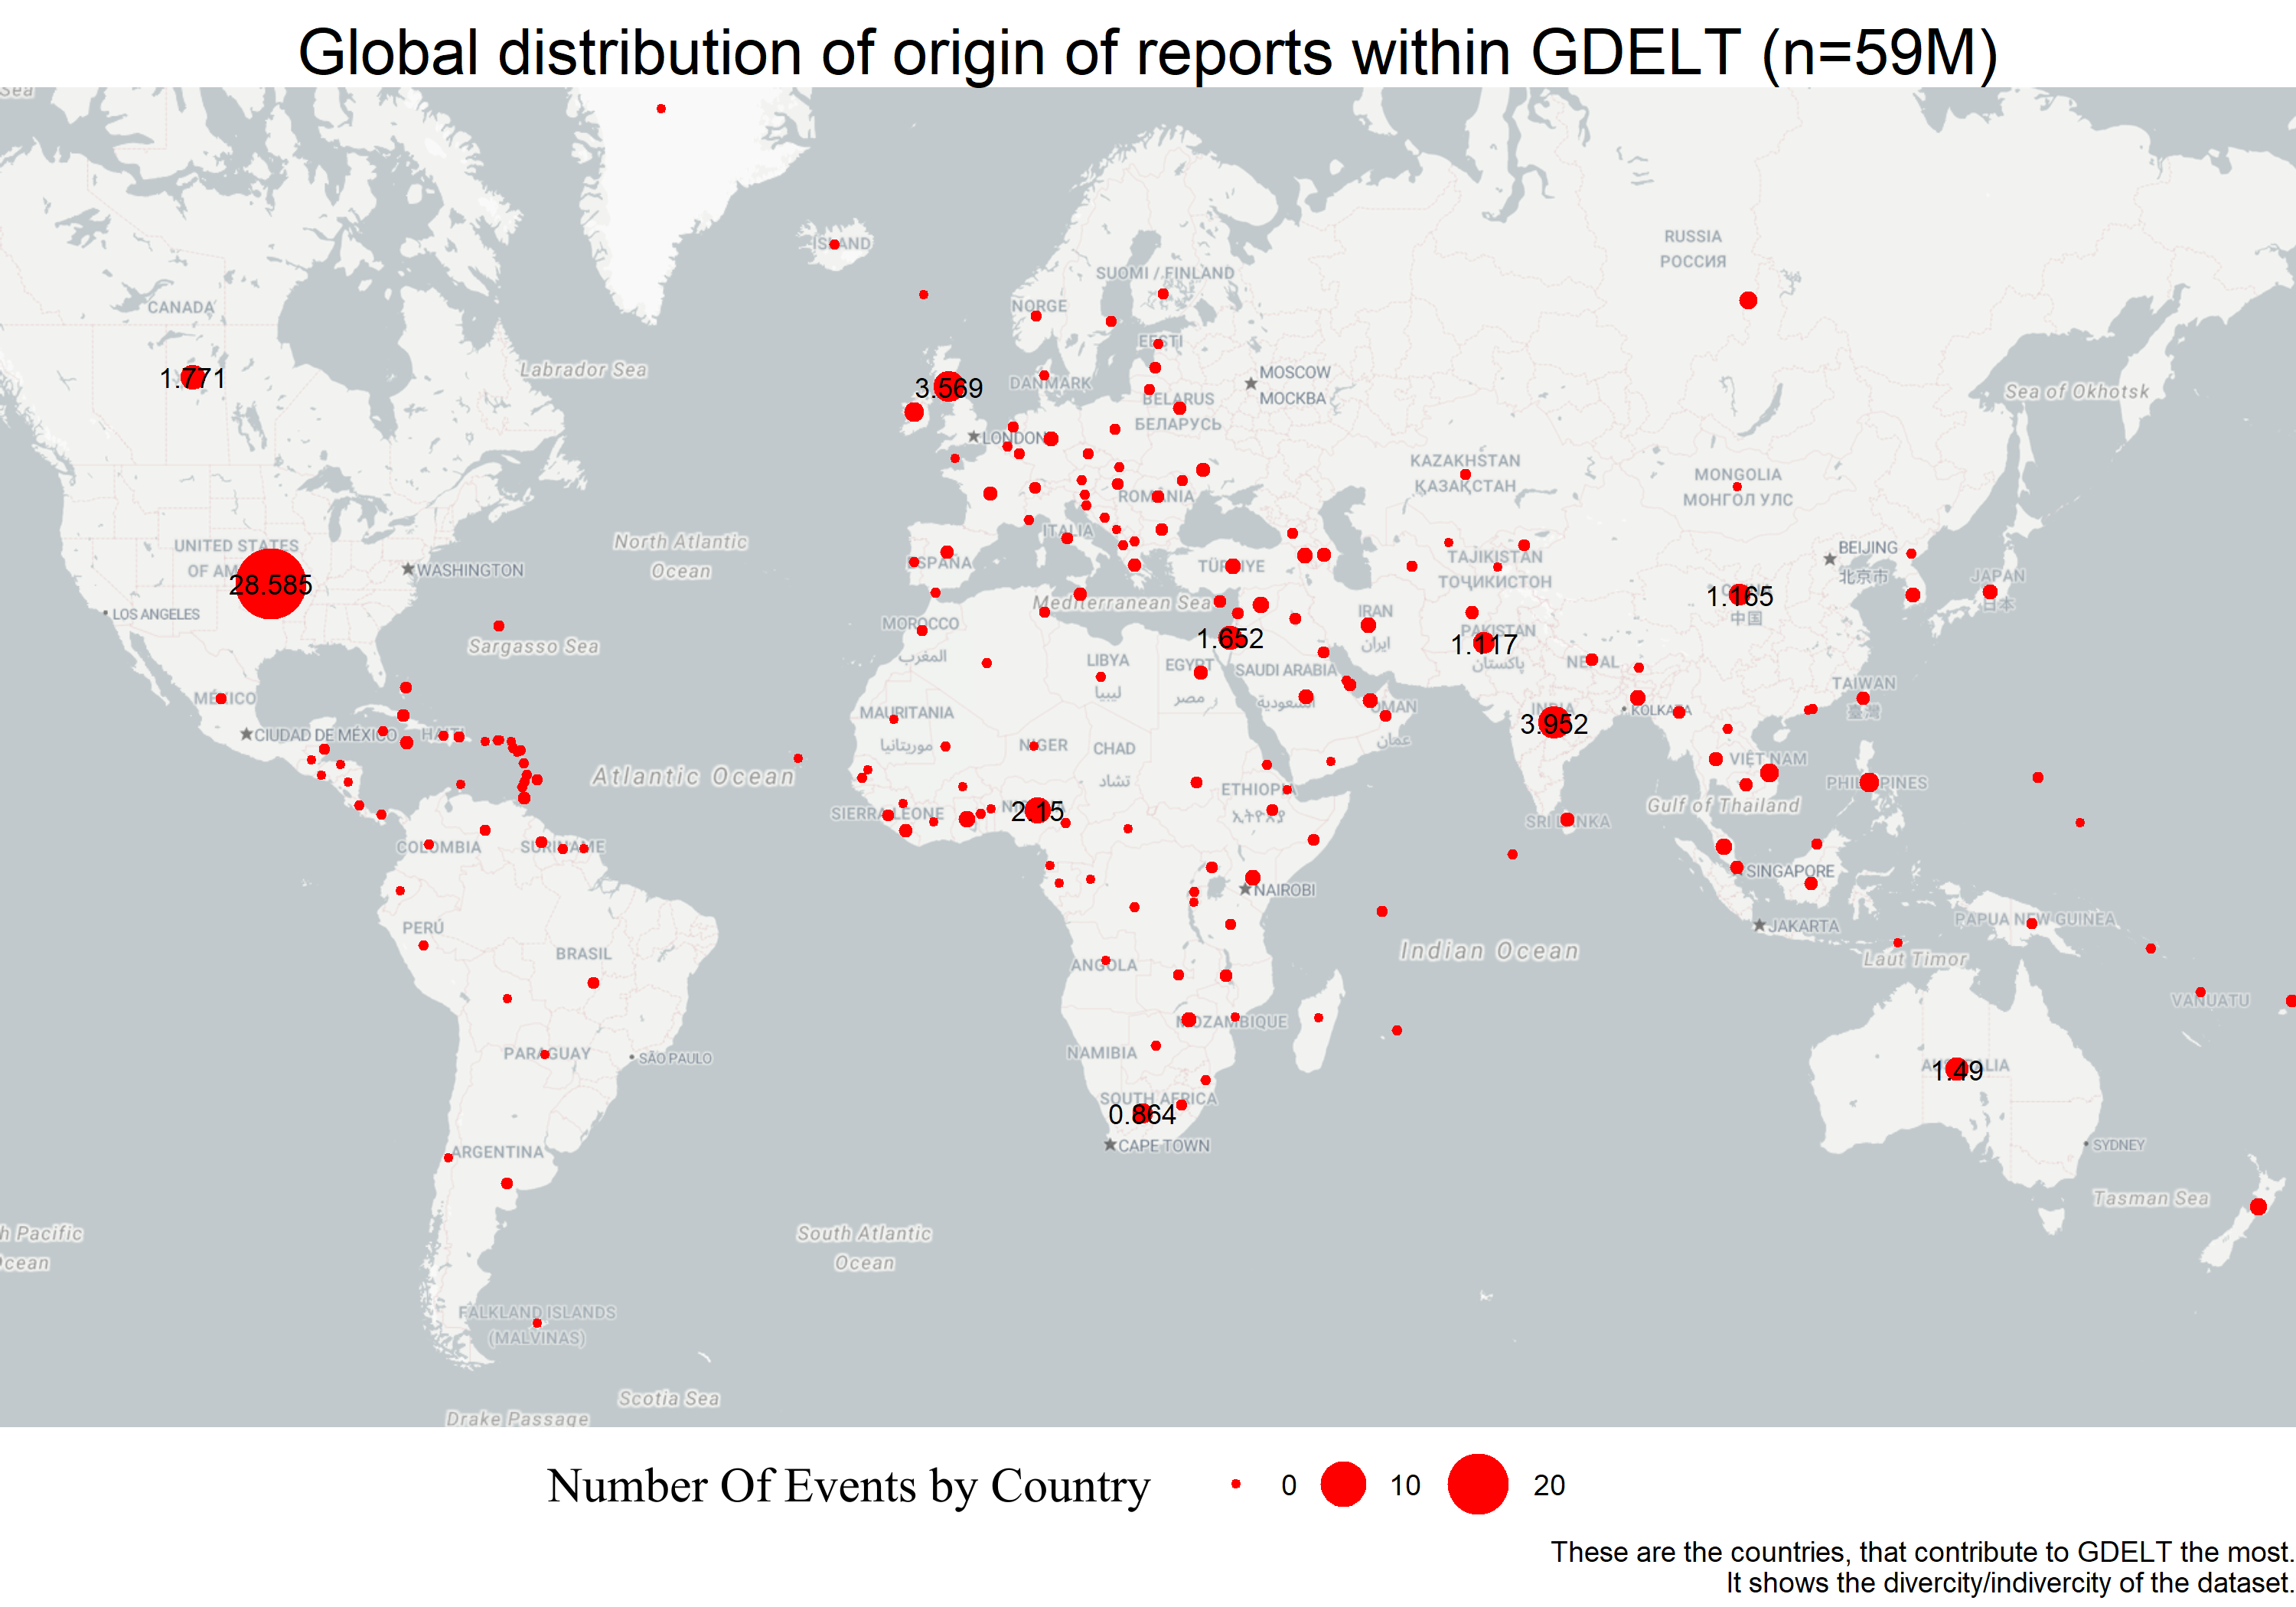 Global distribution of origin of reports within GDELT (n=59M)
Sea
ISLAND
RUSSIA
РОССИЯ
SUOMI / FINLAND
NORGE
CANADA
EESTI
Labrador Sea
1.771
3.569
DANMARK
MOSCOW
МОСКВА
Sea of Okhotsk
BELARUS
БЕЛАРУСЬ
LONDON
KAZAKHSTAN
ҚАЗАҚСТАН
MONGOLIA
МОНГОЛ УЛС
ROMANIA
UNITED STATES
OF AM
28.585
North Atlantic
Ocean
ITALIA
ESPAÑA
TÜRKIYE
TAJIKISTAN
ТОҶИКИСТОН
BEIJING
北京市
JAPAN
日本
WASHINGTON
LOS ANGELES
Mediterranean Sea
1.165
中国
IRAN
ایران
MOROCCO
المغرب
Sargasso Sea
1.652
PAKISTAN
1.117
پاکستان
LIBYA
ليبيا
EGYPT
مصر
SAUDI ARABIA
السعودية
NEPAL
TAIWAN
臺灣
MÉXICO
CIUDAD DE MÉXICO
HAITI
MAURITANIA
موريتانيا
OMAN
عمان
INDIA
3.952
KOLKATA
NIGER
CHAD
تشاد
Atlantic Ocean
VIỆT NAM
PHILIPPINES
ETHIOPIA
ኢትዮጵያ
Gulf of Thailand
SIERRA LEONE
2.15
SRI LANKA
COLOMBIA
SURINAME
SINGAPORE
NAIROBI
PERÚ
JAKARTA
PAPUA NEW GUINEA
BRASIL
Indian Ocean
ANGOLA
Laut Timor
VANUATU
MOZAMBIQUE
PARAGUAY
SÃO PAULO
NAMIBIA
AUSTRALIA
1.49
SOUTH AFRICA
0.864
CAPE TOWN
SYDNEY
ARGENTINA
Tasman Sea
h Pacific
cean
South Atlantic
Ocean
FALKLAND ISLANDS
(MALVINAS)
Scotia Sea
Drake Passage
Number Of Events by Country 0 10 20
These are the countries, that contribute to GDELT the most.
It shows the divercity/indivercity of the dataset.